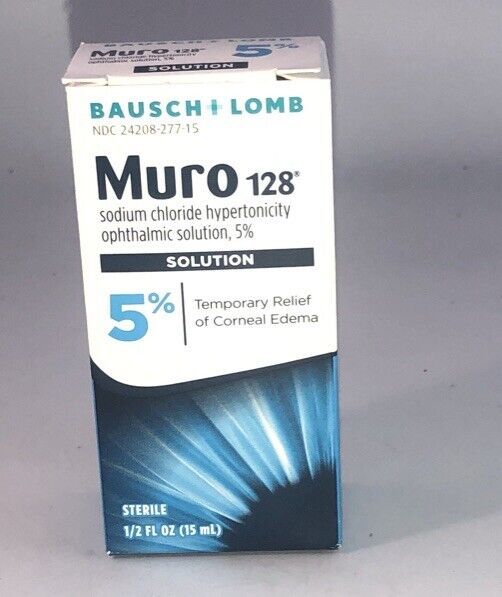 BAUSCH + LOMB
Muro 128®
5%
sodium chloride hypertonicity
ophthalmic solution, 5%
SOLUTION
BAUSCH + LOMB
NDC 24208-277-15
Muro 128®
sodium chloride hypertonicity
ophthalmic solution, 5%
SOLUTION
5%
Temporary Relief
of Corneal Edema
STERILE
1/2 FL OZ (15 mL)